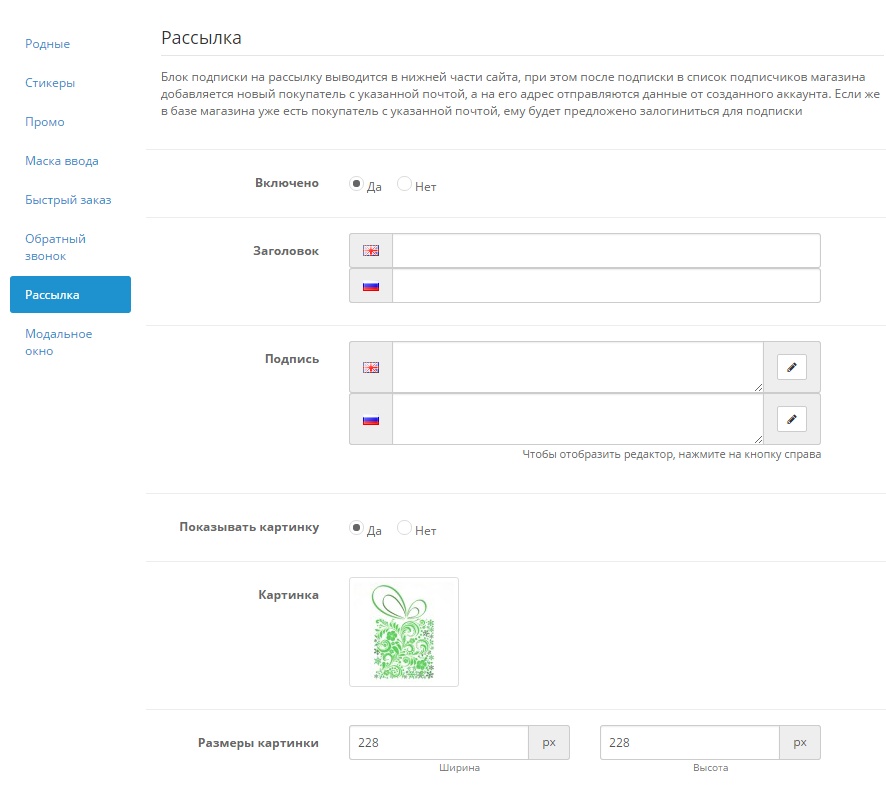 Родные
Стикеры
Промо
Маска ввода
Быстрый заказ
Обратный
звонок
Рассылка
Модальное
окно
Рассылка
Блок подписки на рассылку выводится в нижней части сайта, при этом после подписки в список подписчиков магазина
добавляется новый покупатель с указанной почтой, а на его адрес отправляются данные от созданного аккаунта. Если же
в базе магазина уже есть покупатель с указанной почтой, ему будет предложено залогиниться для подписки
Включено Да Нет
Заголовок
Подпись
Чтобы отобразить редактор, нажмите на кнопку справа
Показывать картинку Да Нет
Картинка
Размеры картинки 228 px 228 px
Ширина Высота